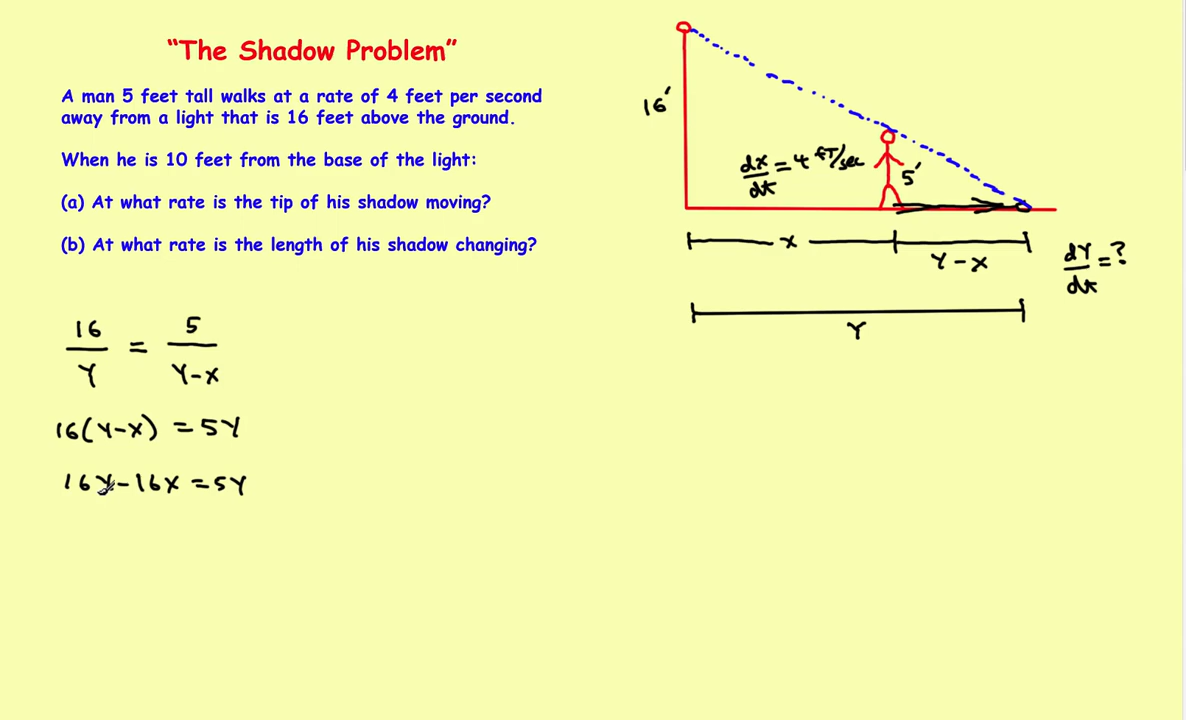 "The Shadow Problem"
A man 5 feet tall walks at a rate of 4 feet per second
away from a light that is 16 feet above the ground.
When he is 10 feet from the base of the light:
(a) At what rate is the tip of his shadow moving?
(b) At what rate is the length of his shadow changing?
16/Y = 5/Y-X
16(Y-X) = 5Y
16Y-16X = 5Y
16'
dx/dt = 4 ft/sec
5'
x
Y-X
dY/dt = ?
Y